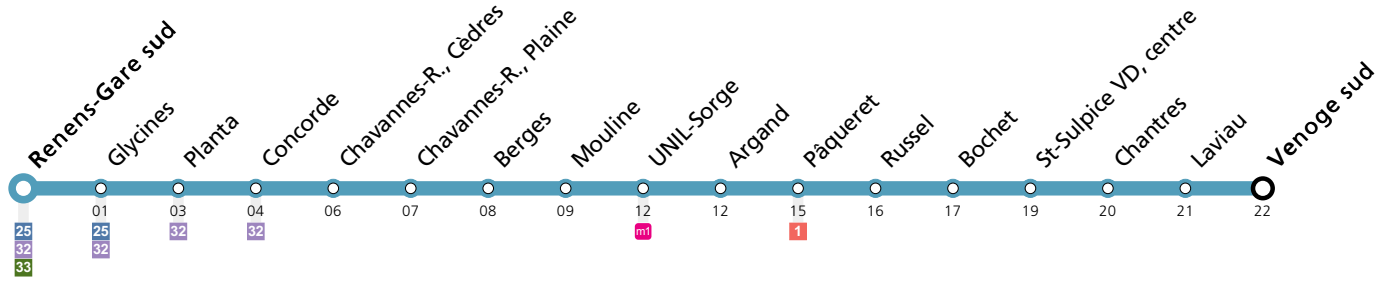 Renens-Gare sud
Glycines
Planta
Concorde
Chavannes-R., Cèdres
Chavannes-R., Plaine
Berges
Mouline
UNIL-Sorge
Argand
Pâqueret
Russel
Bochet
St-Sulpice VD, centre
Chantres
Laviau
Venoge sud
01 03 04 06 07 08 09 12 12 15 16 17 19 20 21 22
25 25 32 32 m1 1
32 32
33